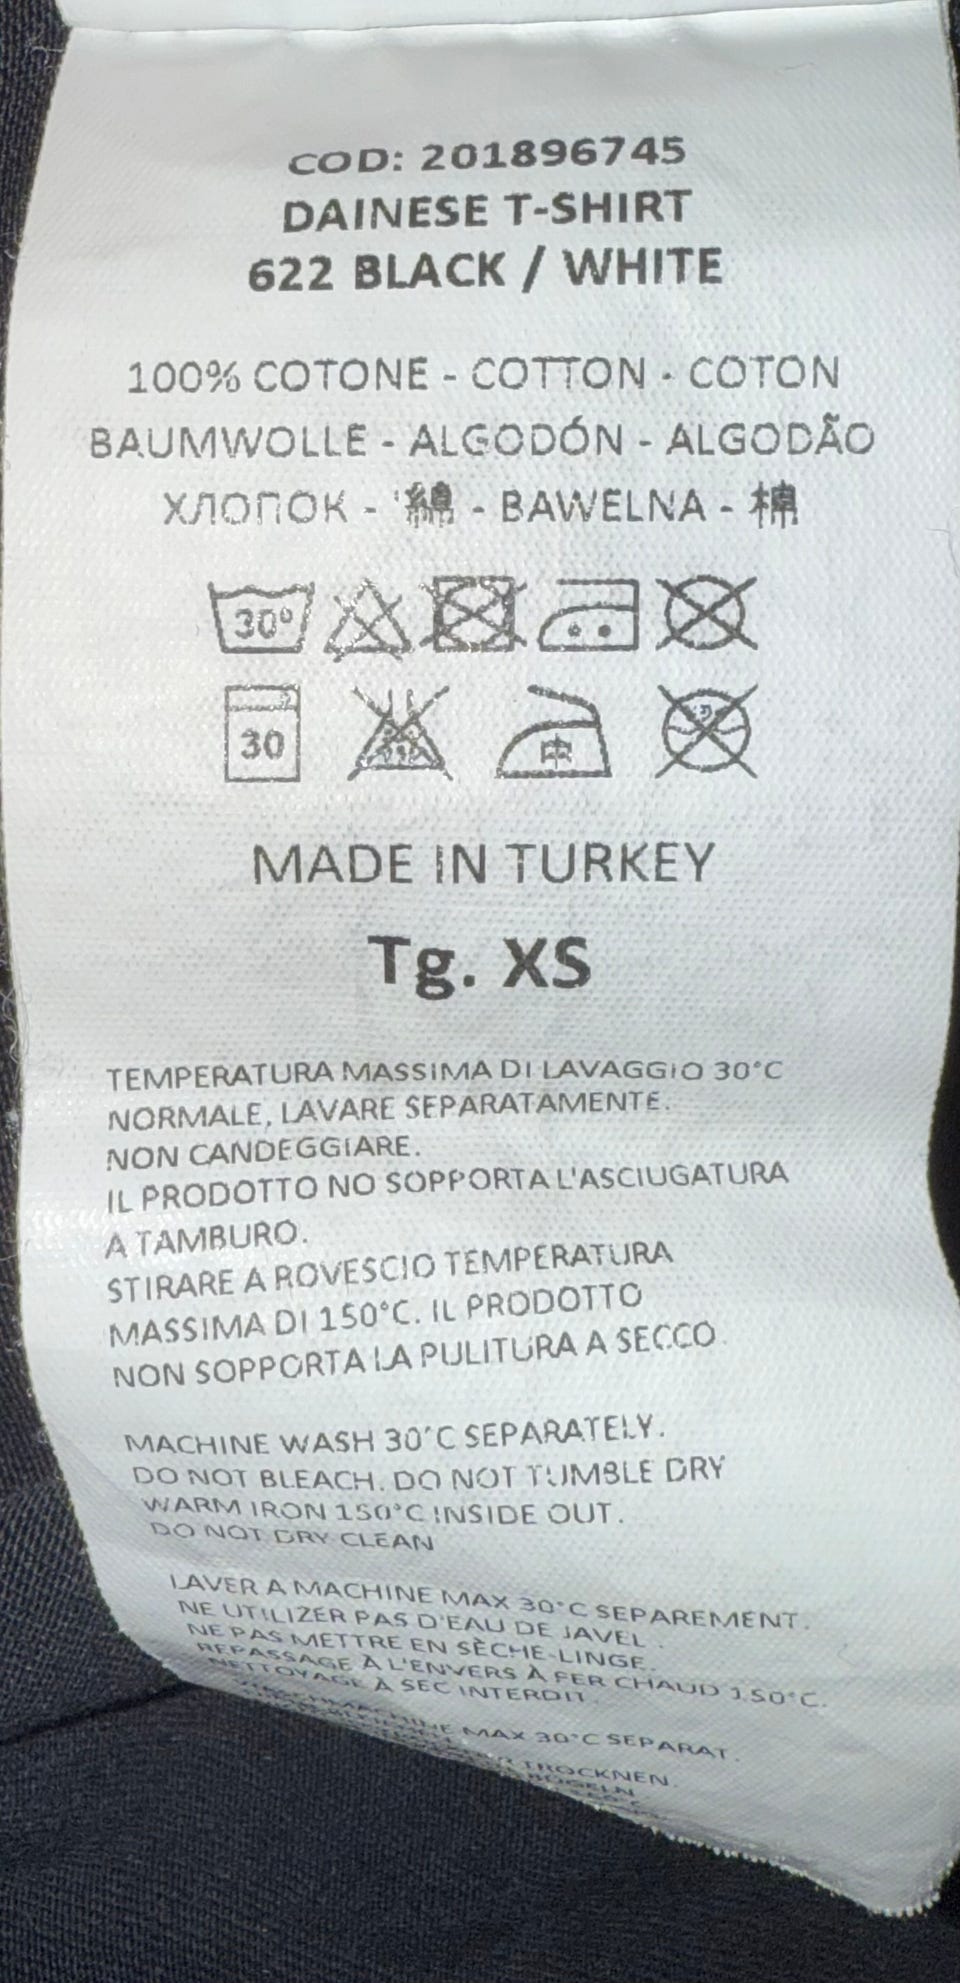 COD: 201896745
DAINESE T-SHIRT
622 BLACK / WHITE
100% COTONE - COTTON - COTON
BAUMWOLLE - ALGODÓN - ALGODÃO
ХЛОПОК - 綿 - BAWEŁNA - 棉
30°
30 中
MADE IN TURKEY
Tg. XS
TEMPERATURA MASSIMA DI LAVAGGIO 30°C
NORMALE, LAVARE SEPARATAMENTE.
NON CANDEGGIARE.
IL PRODOTTO NO SOPPORTA L'ASCIUGATURA
A TAMBURO.
STIRARE A ROVESCIO TEMPERATURA
MASSIMA DI 150°C. IL PRODOTTO
NON SOPPORTA LA PULITURA A SECCO.
MACHINE WASH 30°C SEPARATELY.
DO NOT BLEACH. DO NOT TUMBLE DRY
WARM IRON 150°C INSIDE OUT.
DO NOT DRY CLEAN
LAVER A MACHINE MAX 30°C SEPAREMENT.
NE UTILIZER PAS D'EAU DE JAVEL.
NE PAS METTRE EN SÈCHE-LINGE.
REPASSAGE À L'ENVERS À FER CHAUD 150°C.
NETTOYAGE À SEC INTERDIT
MAX 30°C SEPARAT.
TROCKNEN.
BÜGELN